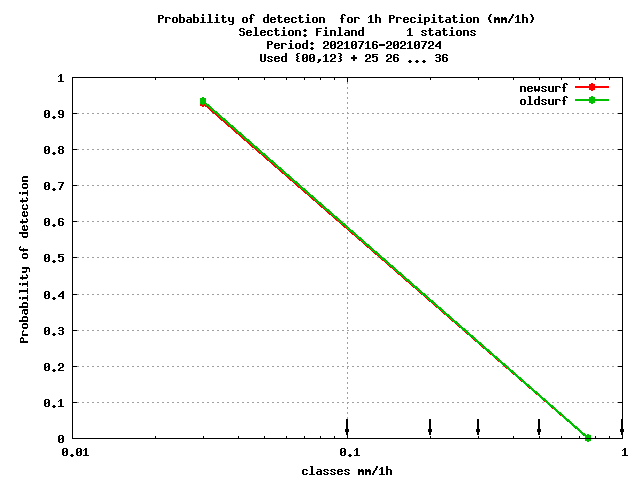 Probability of detection  for 1h Precipitation (mm/1h)
Selection: Finland      1 stations
Period: 20210716-20210724
Used {00,12} + 25 26 ... 36
newsurf
oldsurf
1
0.9
0.8
0.7
0.6
0.5
0.4
0.3
0.2
0.1
0
Probability of detection
0.01 0.1 1
classes mm/1h